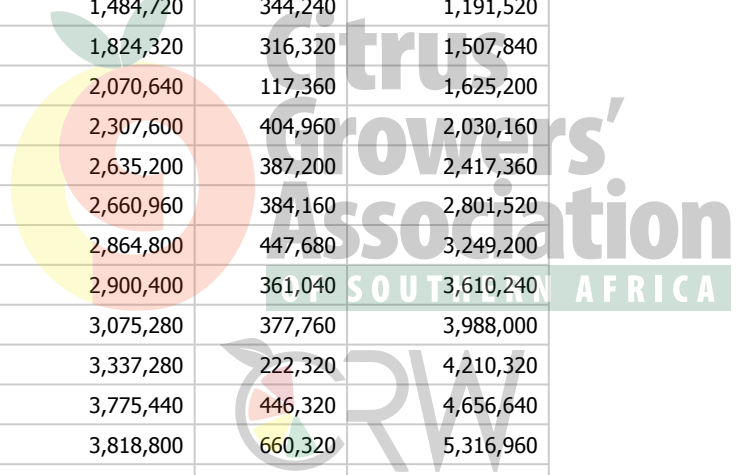 1,484,720 344,240 1,191,520
1,824,320 316,320 1,507,840
2,070,640 117,360 1,625,200
2,307,600 404,960 2,030,160
2,635,200 387,200 2,417,360
2,660,960 384,160 2,801,520
2,864,800 447,680 3,249,200
2,900,400 361,040 3,610,240
3,075,280 377,760 3,988,000
3,337,280 222,320 4,210,320
3,775,440 446,320 4,656,640
3,818,800 660,320 5,316,960
Citrus
Growers’
Association
OF SOUTHERN AFRICA
CRW